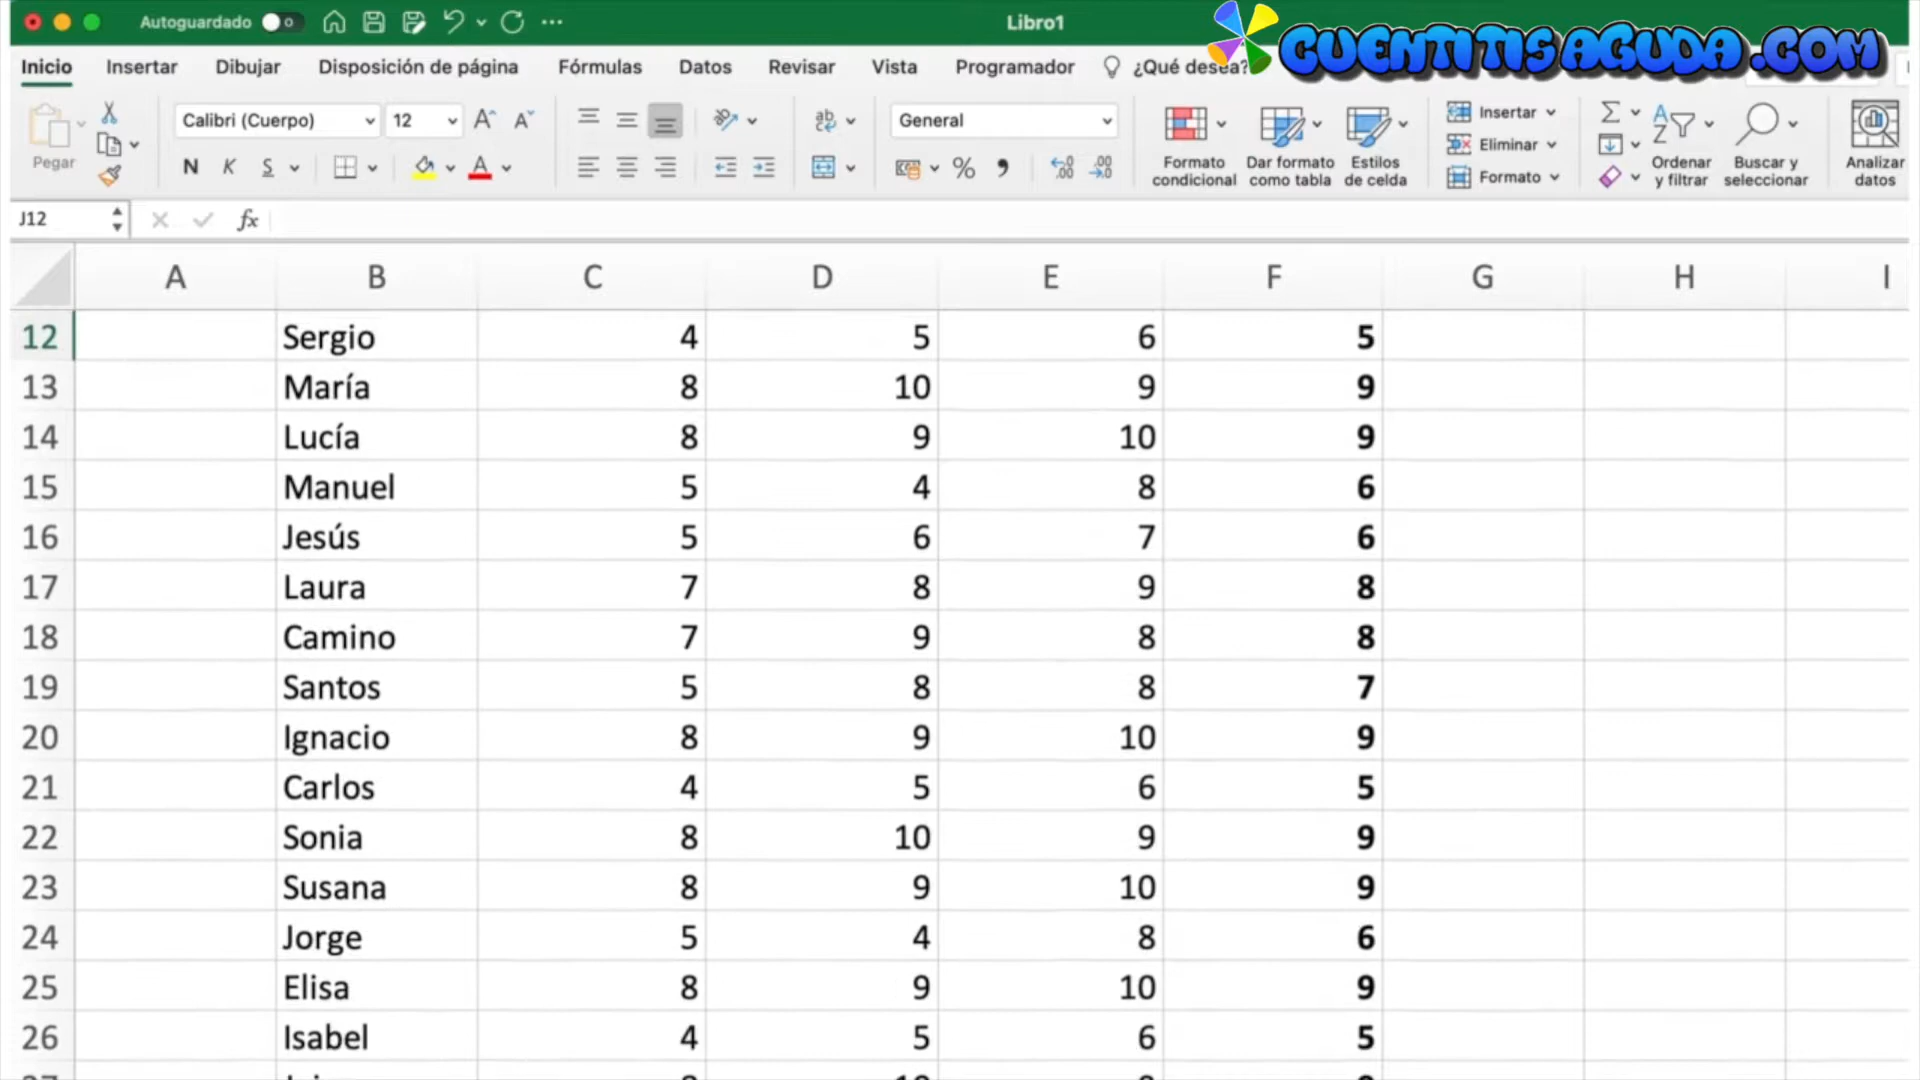 Autoguardado
Libro1
CUENTITISAGUDA.COM
Inicio Insertar Dibujar Disposición de página Fórmulas Datos Revisar Vista Programador ¿Qué desea?
Pegar
Calibri (Cuerpo) 12
N K S
General
%
Formato condicional
Dar formato como tabla
Estilos de celda
Insertar
Eliminar
Formato
Ordenar y filtrar
Buscar y seleccionar
Analizar datos
J12 fx
A B C D E F G H I
12 Sergio 4 5 6 5
13 María 8 10 9 9
14 Lucía 8 9 10 9
15 Manuel 5 4 8 6
16 Jesús 5 6 7 6
17 Laura 7 8 9 8
18 Camino 7 9 8 8
19 Santos 5 8 8 7
20 Ignacio 8 9 10 9
21 Carlos 4 5 6 5
22 Sonia 8 10 9 9
23 Susana 8 9 10 9
24 Jorge 5 4 8 6
25 Elisa 8 9 10 9
26 Isabel 4 5 6 5